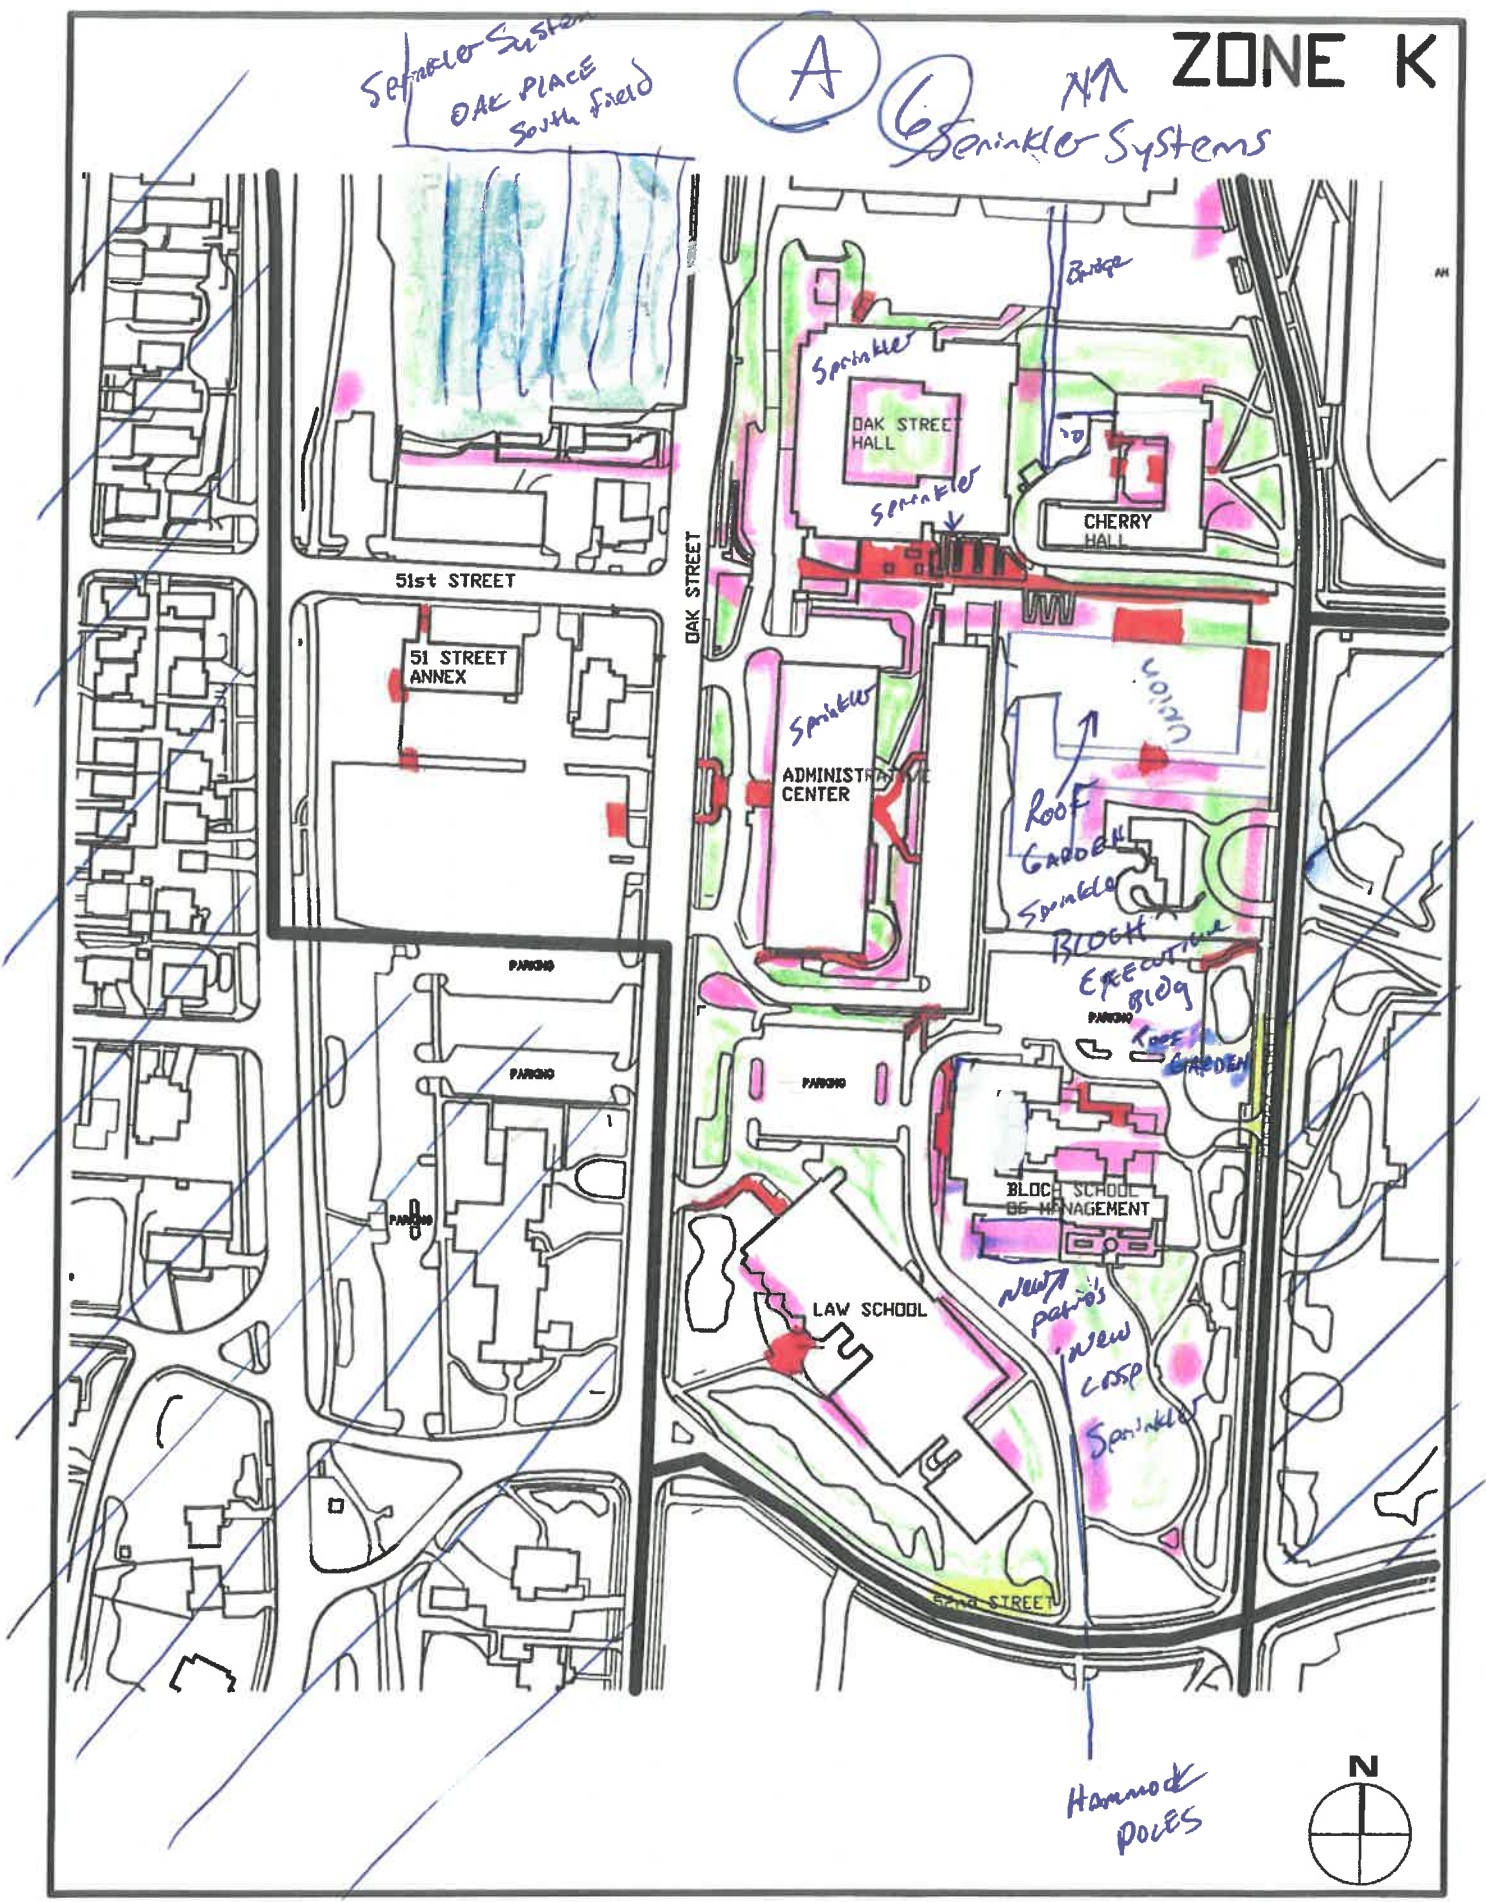 ZONE K
Sprinkler System
OAK PLACE
South field
A
6
N↑
Sprinkler Systems
Bridge
Sprinkler
OAK STREET
HALL
Sprinkler
CHERRY
HALL
51st STREET
OAK STREET
51 STREET
ANNEX
Union
Sprinkler
ADMINISTRATIVE
CENTER
ROOF
GARDEN
Sprinkler
BLOCH
EXECUTIVE
BLDG
PARKING
PARKING
ROOF
GARDEN
PARKING
PARKING
PARKING
BLOCH SCHOOL
OF MANAGEMENT
New
patio's
LAW SCHOOL
New
Sprinkler
52nd STREET
Hammock
POLES
N